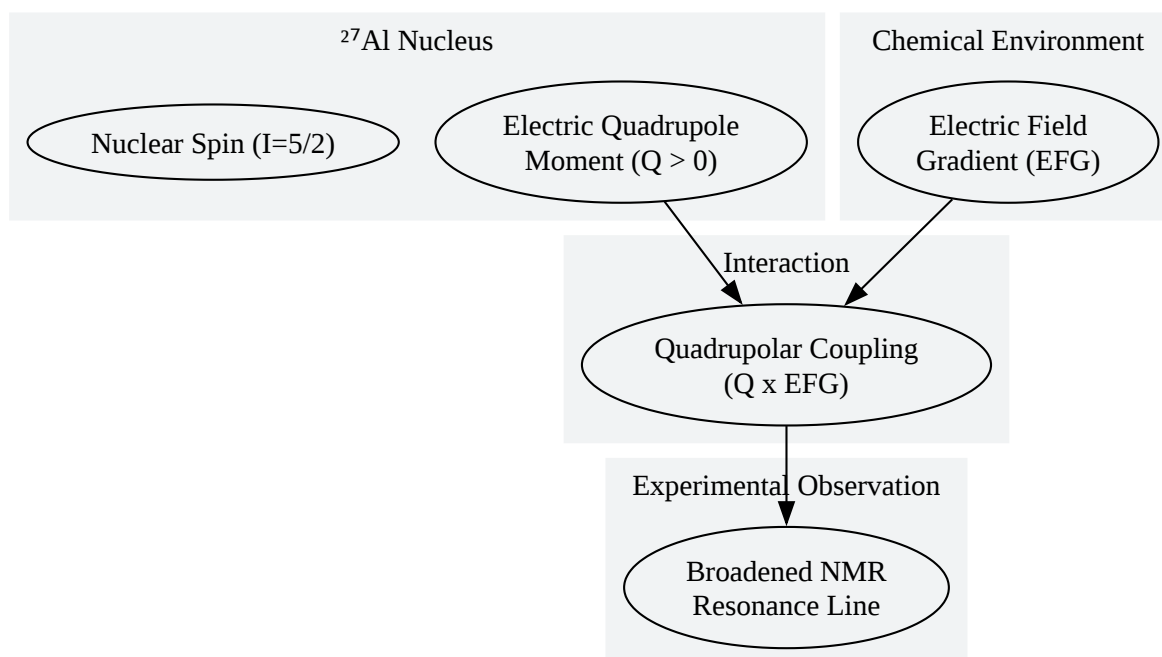 ²⁷Al Nucleus
Chemical Environment
Nuclear Spin (I=5/2)
Electric Quadrupole
Moment (Q > 0)
Electric Field
Gradient (EFG)
Interaction
Quadrupolar Coupling
(Q x EFG)
Experimental Observation
Broadened NMR
Resonance Line